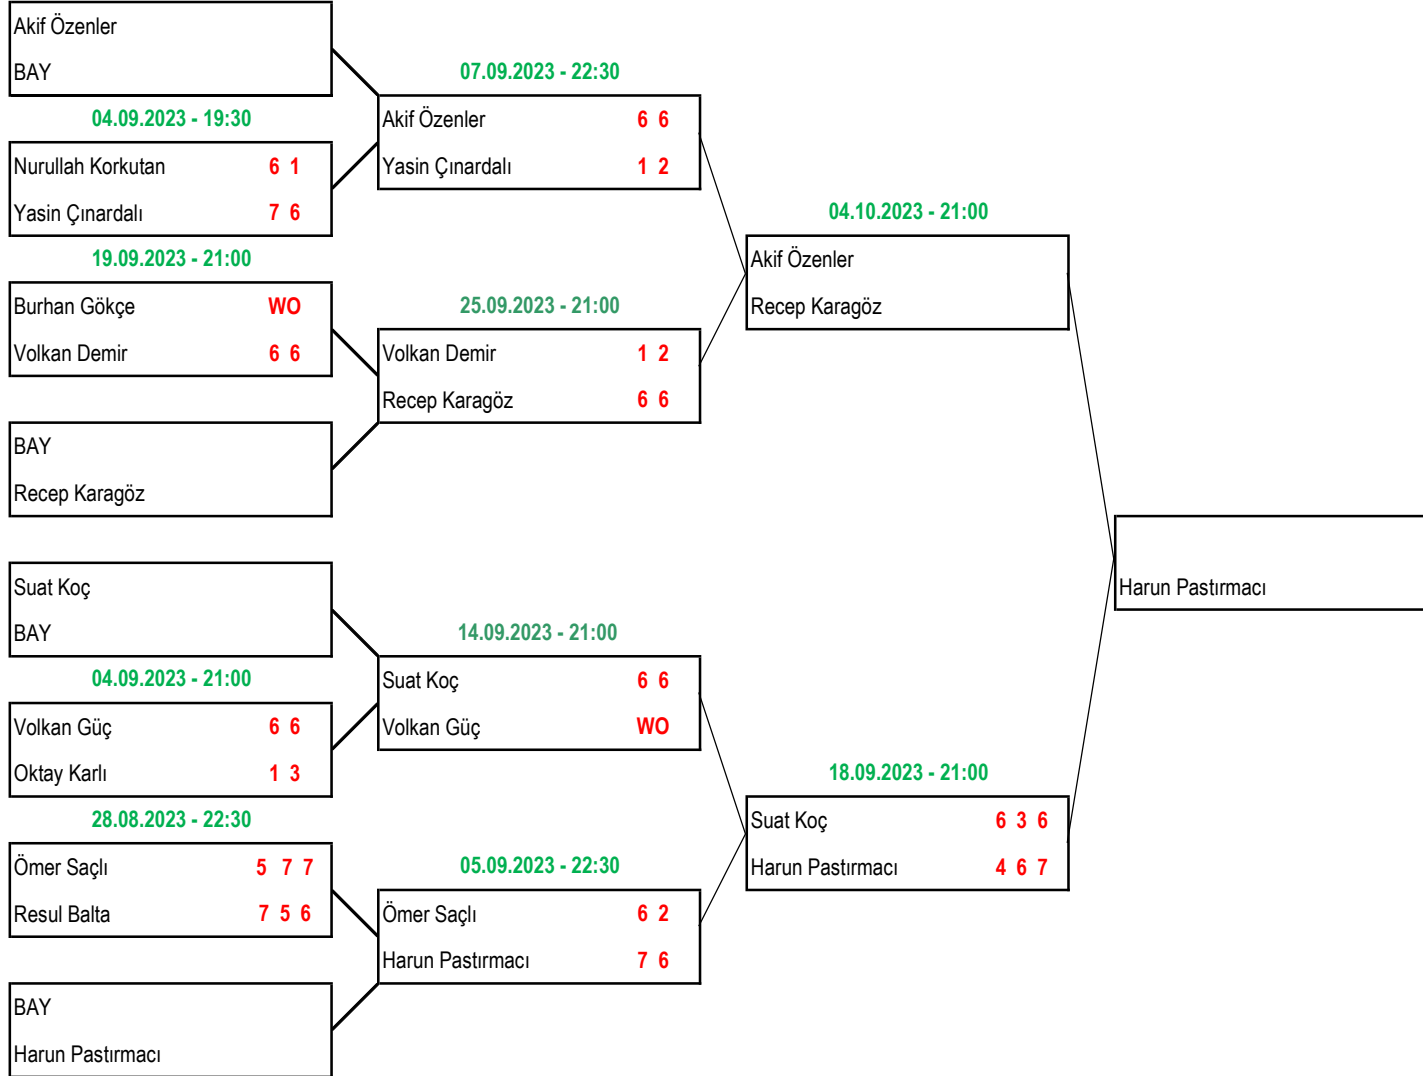 Akif Özenler
BAY
04.09.2023 - 19:30
Nurullah Korkutan 6 1
Yasin Çınardalı 7 6
19.09.2023 - 21:00
Burhan Gökçe WO
Volkan Demir 6 6
BAY
Recep Karagöz
Suat Koç
BAY
04.09.2023 - 21:00
Volkan Güç 6 6
Oktay Karlı 1 3
28.08.2023 - 22:30
Ömer Saçlı 5 7 7
Resul Balta 7 5 6
BAY
Harun Pastırmacı
07.09.2023 - 22:30
Akif Özenler 6 6
Yasin Çınardalı 1 2
25.09.2023 - 21:00
Volkan Demir 1 2
Recep Karagöz 6 6
14.09.2023 - 21:00
Suat Koç 6 6
Volkan Güç WO
05.09.2023 - 22:30
Ömer Saçlı 6 2
Harun Pastırmacı 7 6
04.10.2023 - 21:00
Akif Özenler
Recep Karagöz
18.09.2023 - 21:00
Suat Koç 6 3 6
Harun Pastırmacı 4 6 7
Harun Pastırmacı